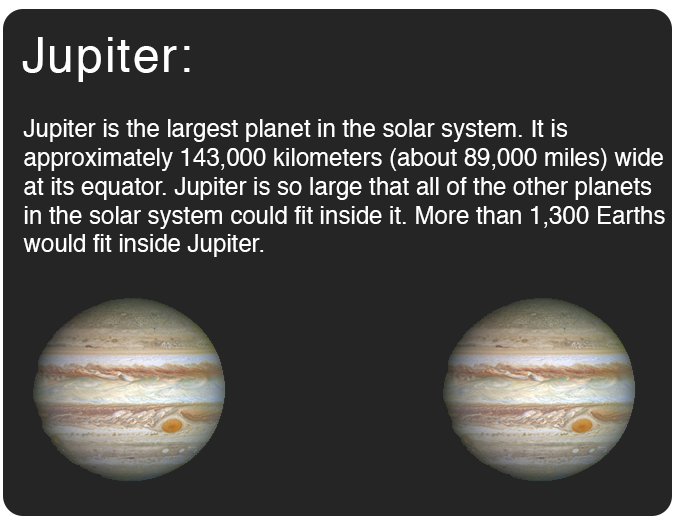 Jupiter:
Jupiter is the largest planet in the solar system. It is
approximately 143,000 kilometers (about 89,000 miles) wide
at its equator. Jupiter is so large that all of the other planets
in the solar system could fit inside it. More than 1,300 Earths
would fit inside Jupiter.